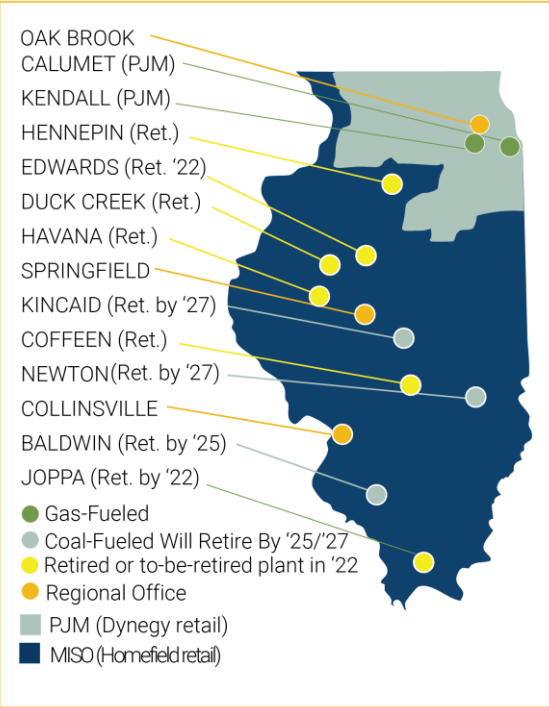 OAK BROOK
CALUMET (PJM)
KENDALL (PJM)
HENNEPIN (Ret.)
EDWARDS (Ret. ‘22)
DUCK CREEK (Ret.)
HAVANA (Ret.)
SPRINGFIELD
KINCAID (Ret. by ‘27)
COFFEEN (Ret.)
NEWTON(Ret. by ‘27)
COLLINSVILLE
BALDWIN (Ret. by ‘25)
JOPPA (Ret. by ‘22)
Gas-Fueled
Coal-Fueled Will Retire By ‘25/‘27
Retired or to-be-retired plant in ‘22
Regional Office
PJM (Dynegy retail)
MISO (Homefield retail)